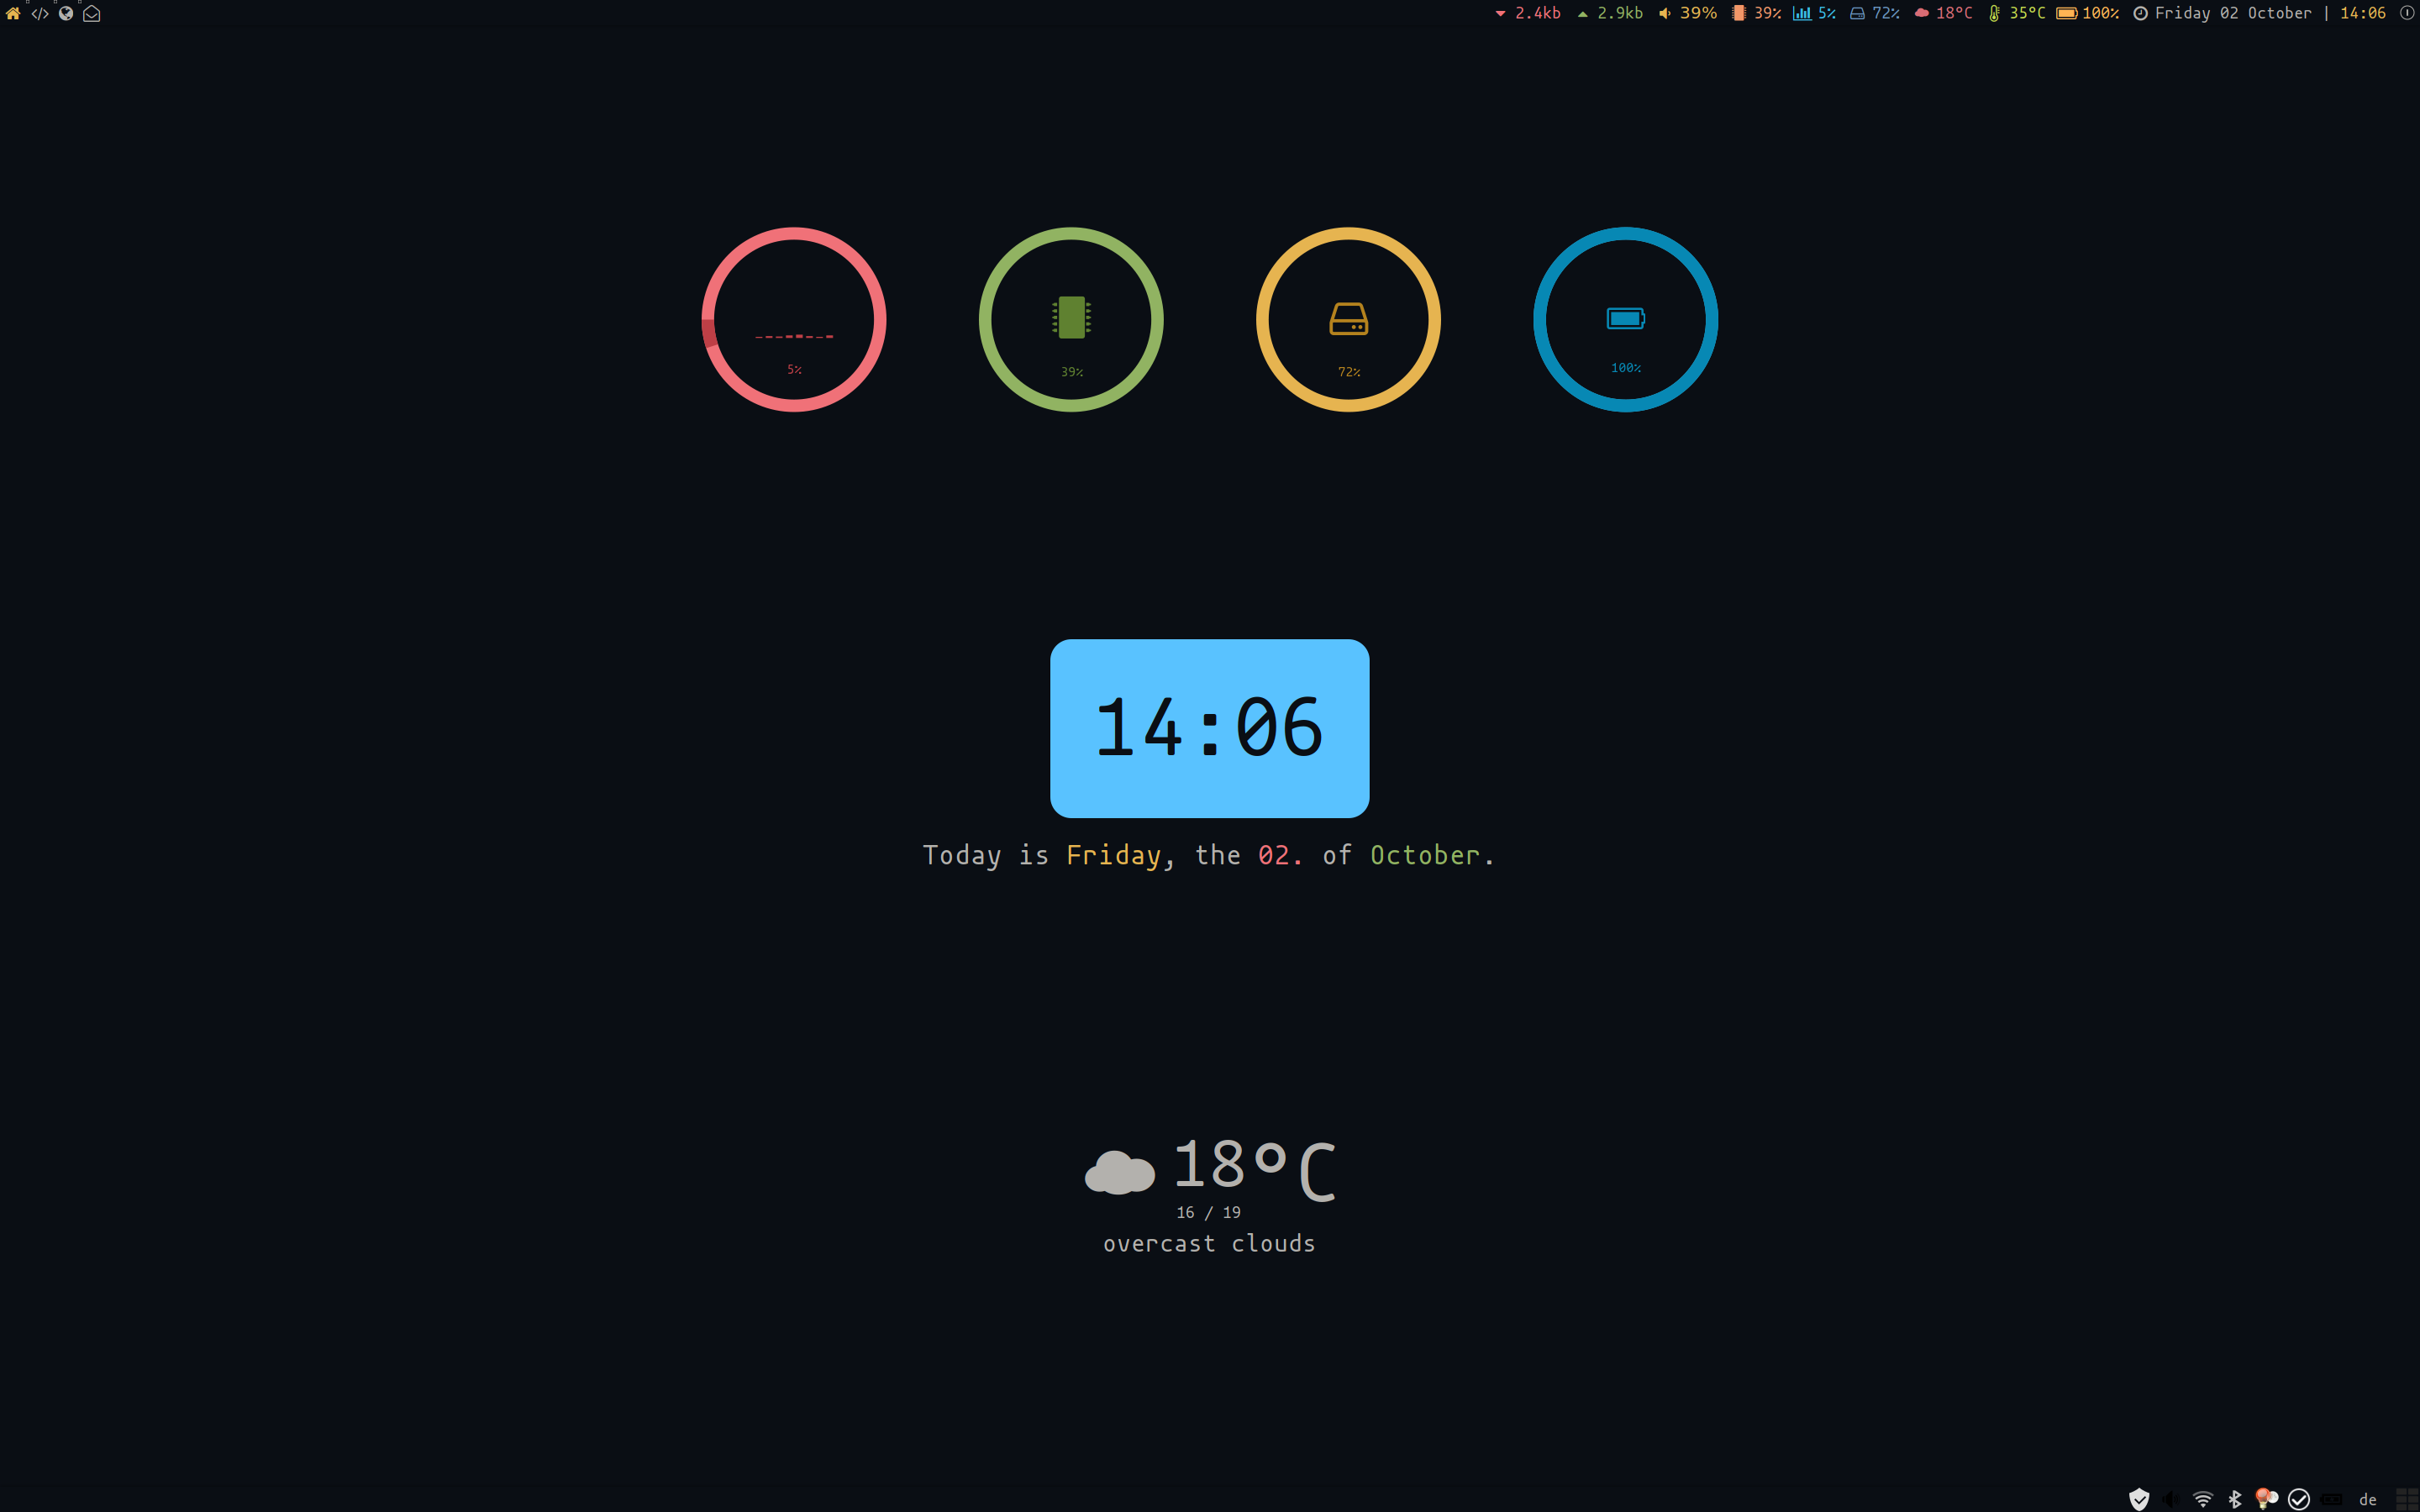 2.4kb 2.9kb 39% 39% 5% 72% 18°C 35°C 100% Friday 02 October | 14:06
5% 39% 72% 100%
14:06
Today is Friday, the 02. of October.
18°C
16 / 19
overcast clouds
de